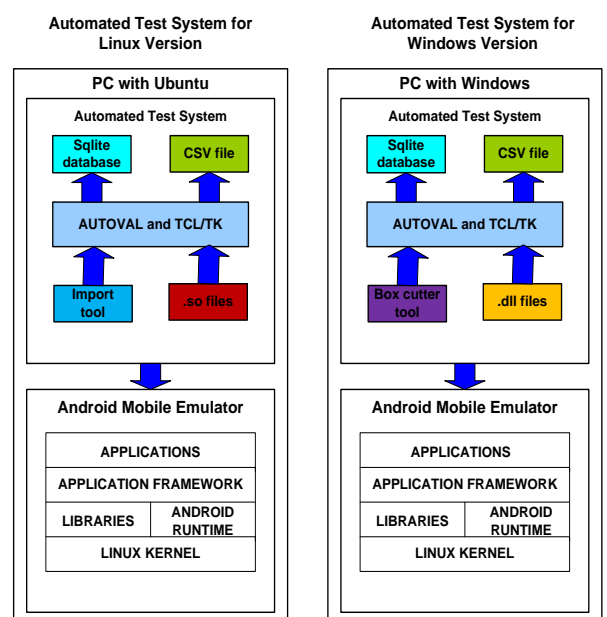 Automated Test System for
Linux Version
PC with Ubuntu
Automated Test System
Sqlite
database
CSV file
AUTOVAL and TCL/TK
Import
tool
.so files
Android Mobile Emulator
APPLICATIONS
APPLICATION FRAMEWORK
LIBRARIES
ANDROID
RUNTIME
LINUX KERNEL
Automated Test System for
Windows Version
PC with Windows
Automated Test System
Sqlite
database
CSV file
AUTOVAL and TCL/TK
Box cutter
tool
.dll files
Android Mobile Emulator
APPLICATIONS
APPLICATION FRAMEWORK
LIBRARIES
ANDROID
RUNTIME
LINUX KERNEL